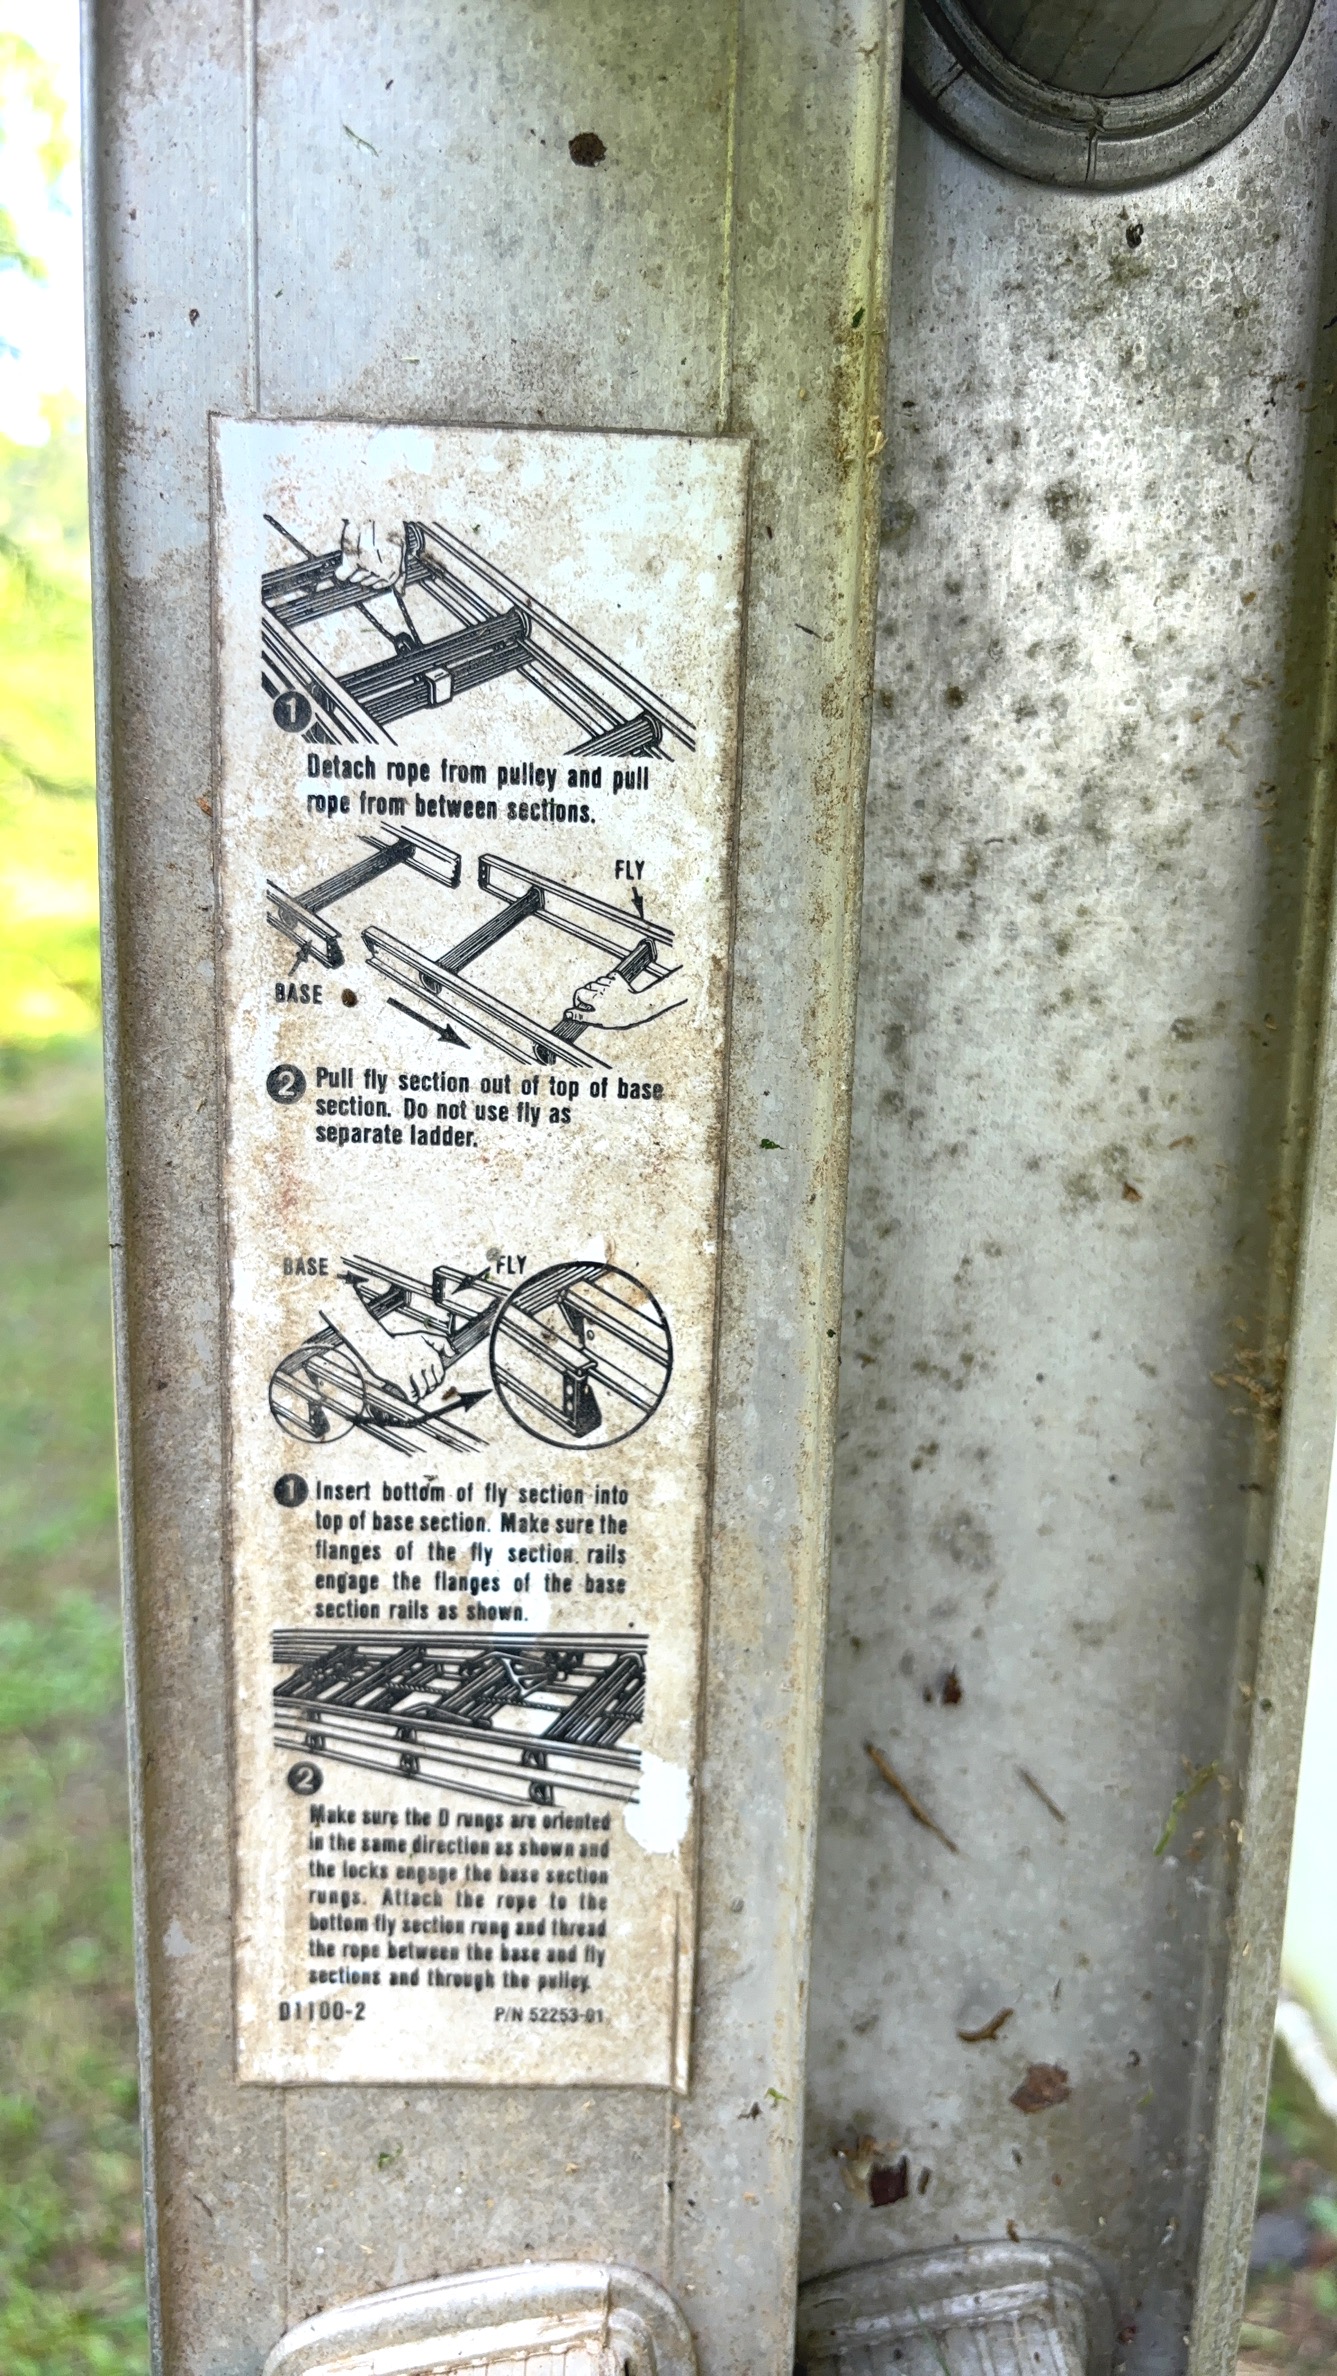 1
Detach rope from pulley and pull
rope from between sections.
FLY
BASE
2 Pull fly section out of top of base
section. Do not use fly as
separate ladder.
BASE FLY
1 Insert bottom of fly section into
top of base section. Make sure the
flanges of the fly section rails
engage the flanges of the base
section rails as shown.
2
Make sure the D rungs are oriented
in the same direction as shown and
the locks engage the base section
rungs. Attach the rope to the
bottom fly section rung and thread
the rope between the base and fly
sections and through the pulley.
D1100-2 P/N 52253-01